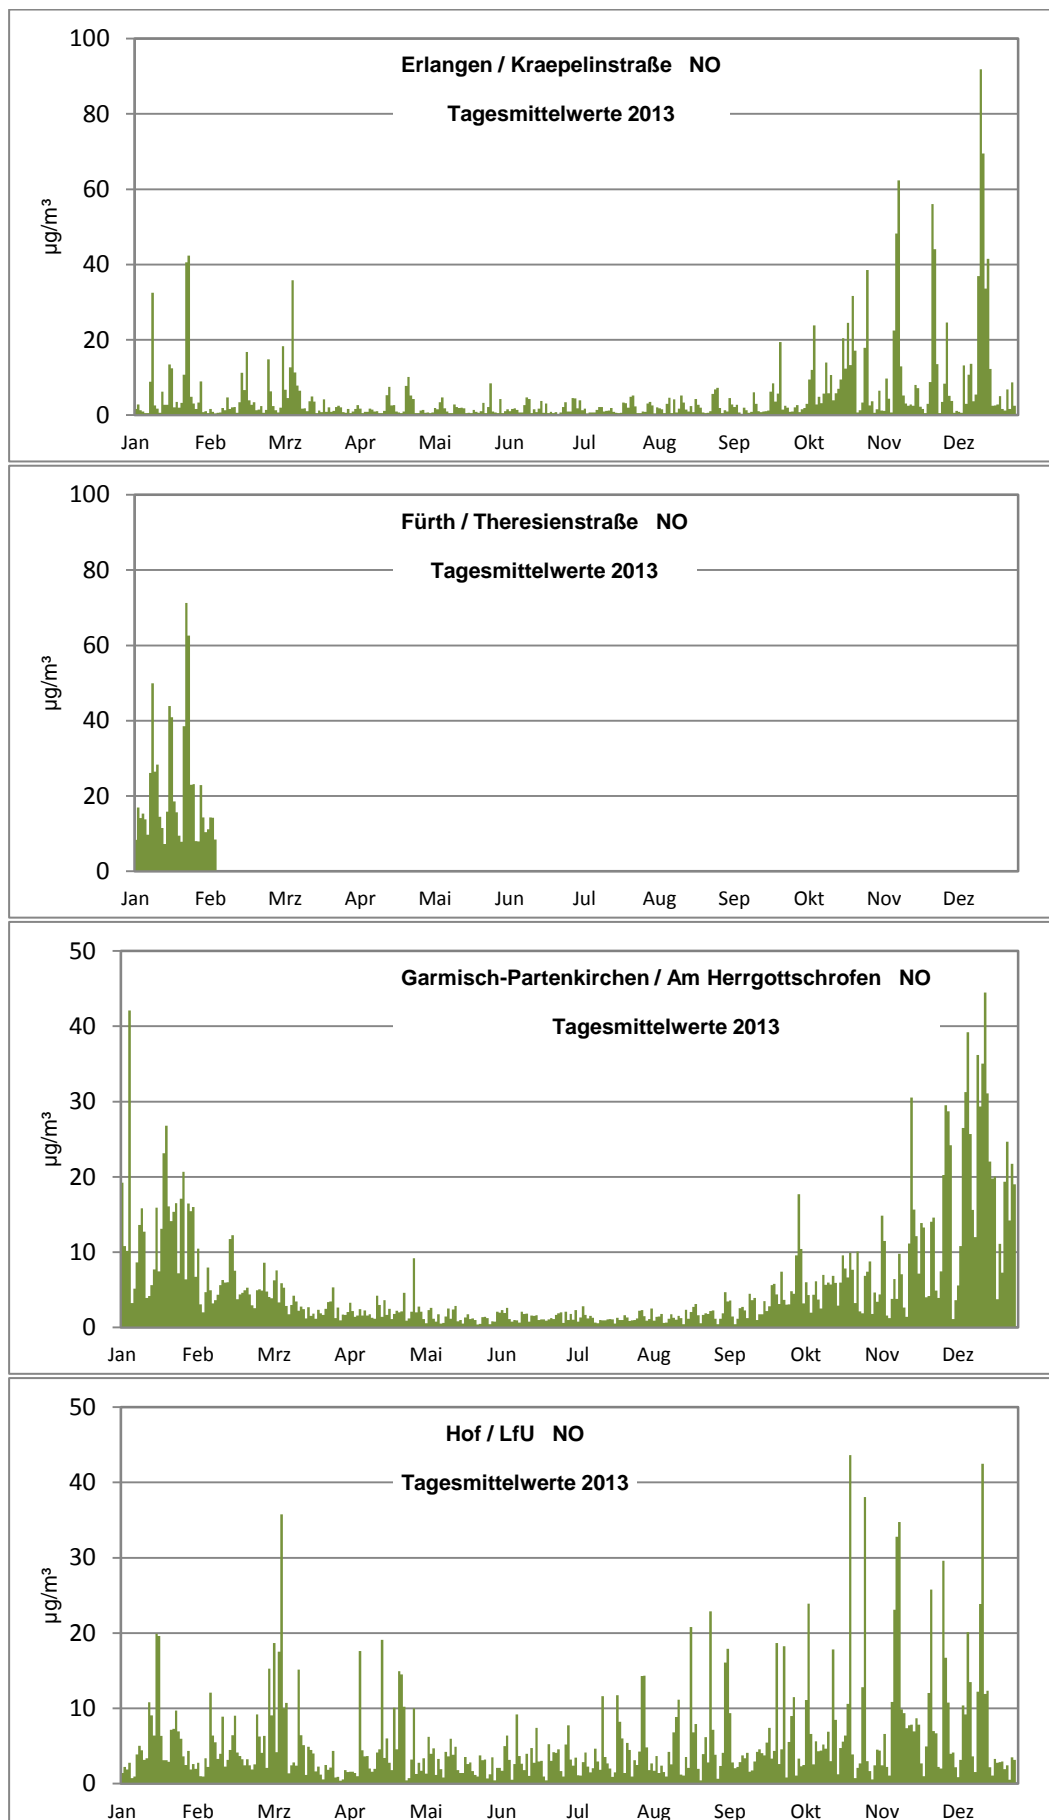 100
Erlangen / Kraepelinstraße NO
80
Tagesmittelwerte 2013
60
µg/m³
40
20
0
Jan Feb Mrz Apr Mai Jun Jul Aug Sep Okt Nov Dez
100
Fürth / Theresienstraße NO
80
Tagesmittelwerte 2013
60
µg/m³
40
20
0
Jan Feb Mrz Apr Mai Jun Jul Aug Sep Okt Nov Dez
50
Garmisch-Partenkirchen / Am Herrgottschrofen NO
40
Tagesmittelwerte 2013
30
µg/m³
20
10
0
Jan Feb Mrz Apr Mai Jun Jul Aug Sep Okt Nov Dez
50
Hof / LfU NO
40
Tagesmittelwerte 2013
30
µg/m³
20
10
0
Jan Feb Mrz Apr Mai Jun Jul Aug Sep Okt Nov Dez